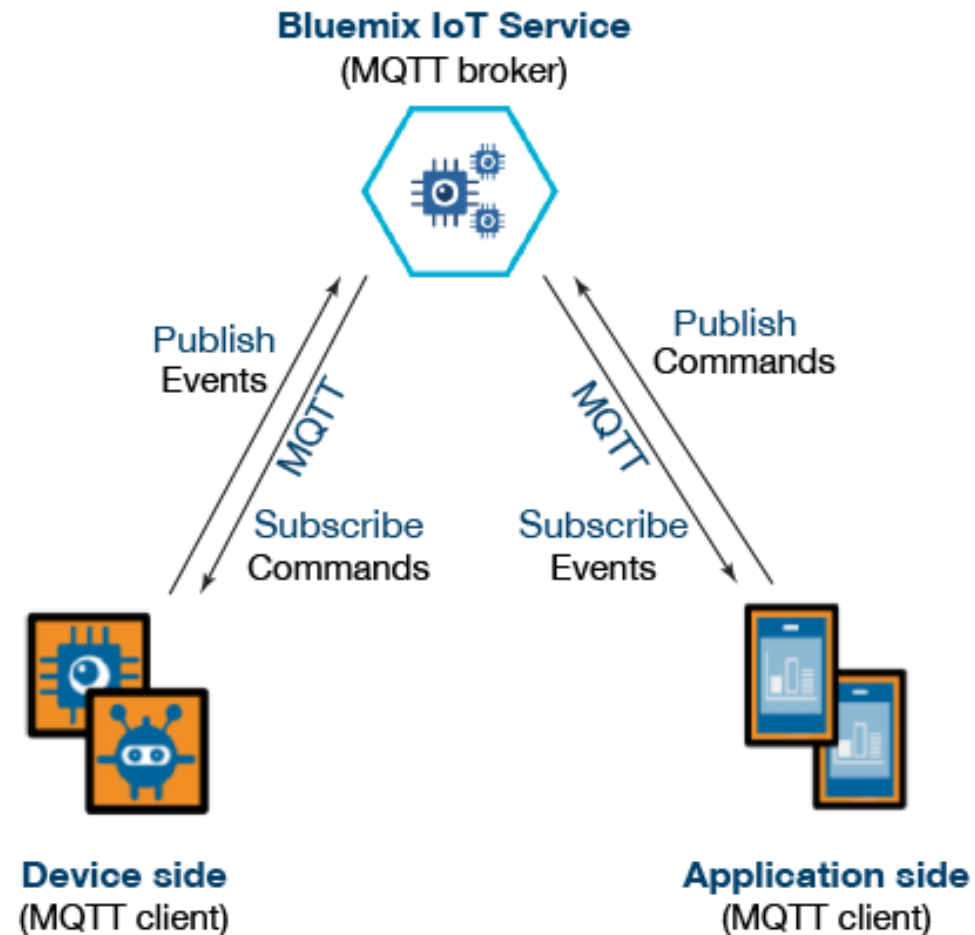 Bluemix IoT Service
(MQTT broker)
Publish
Events
MQTT
Subscribe
Commands
Publish
Commands
MQTT
Subscribe
Events
Device side
(MQTT client)
Application side
(MQTT client)